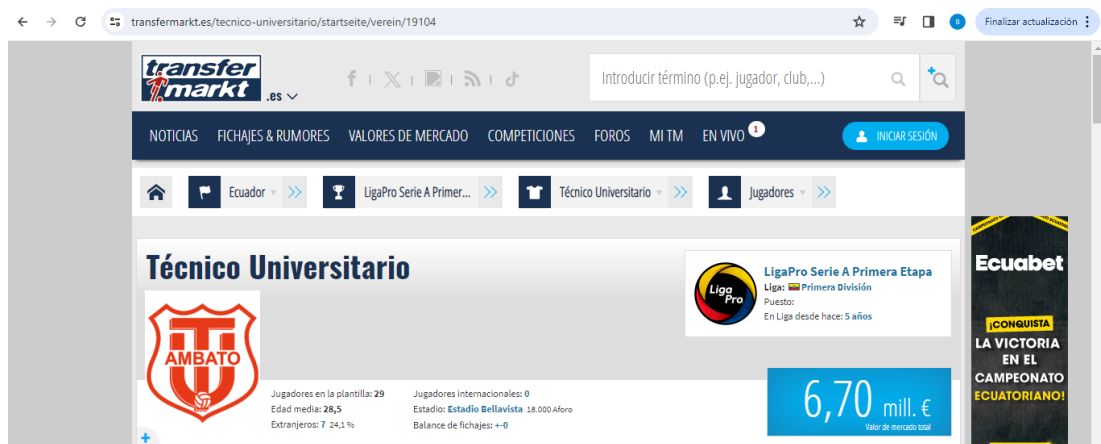 transfermarkt.es/tecnico-universitario/startseite/verein/19104
S
Finalizar actualización
transfer
markt
.es
Introducir término (p.ej. jugador, club,...)
NOTICIAS FICHAJES & RUMORES VALORES DE MERCADO COMPETICIONES FOROS MI TM EN VIVO 1
INICIAR SESIÓN
Ecuador LigaPro Serie A Primer... Técnico Universitario Jugadores
Técnico Universitario
AMBATO
Liga
Pro
LigaPro Serie A Primera Etapa
Liga: Primera División
Puesto:
En Liga desde hace: 5 años
Jugadores en la plantilla: 29
Edad media: 28,5
Extranjeros: 7 24,1 %
Jugadores internacionales: 0
Estadio: Estadio Bellavista 18.000 Aforo
Balance de fichajes: +-0
6,70 mill. €
Valor de mercado total
Ecuabet
¡CONQUISTA
LA VICTORIA
EN EL
CAMPEONATO
ECUATORIANO!